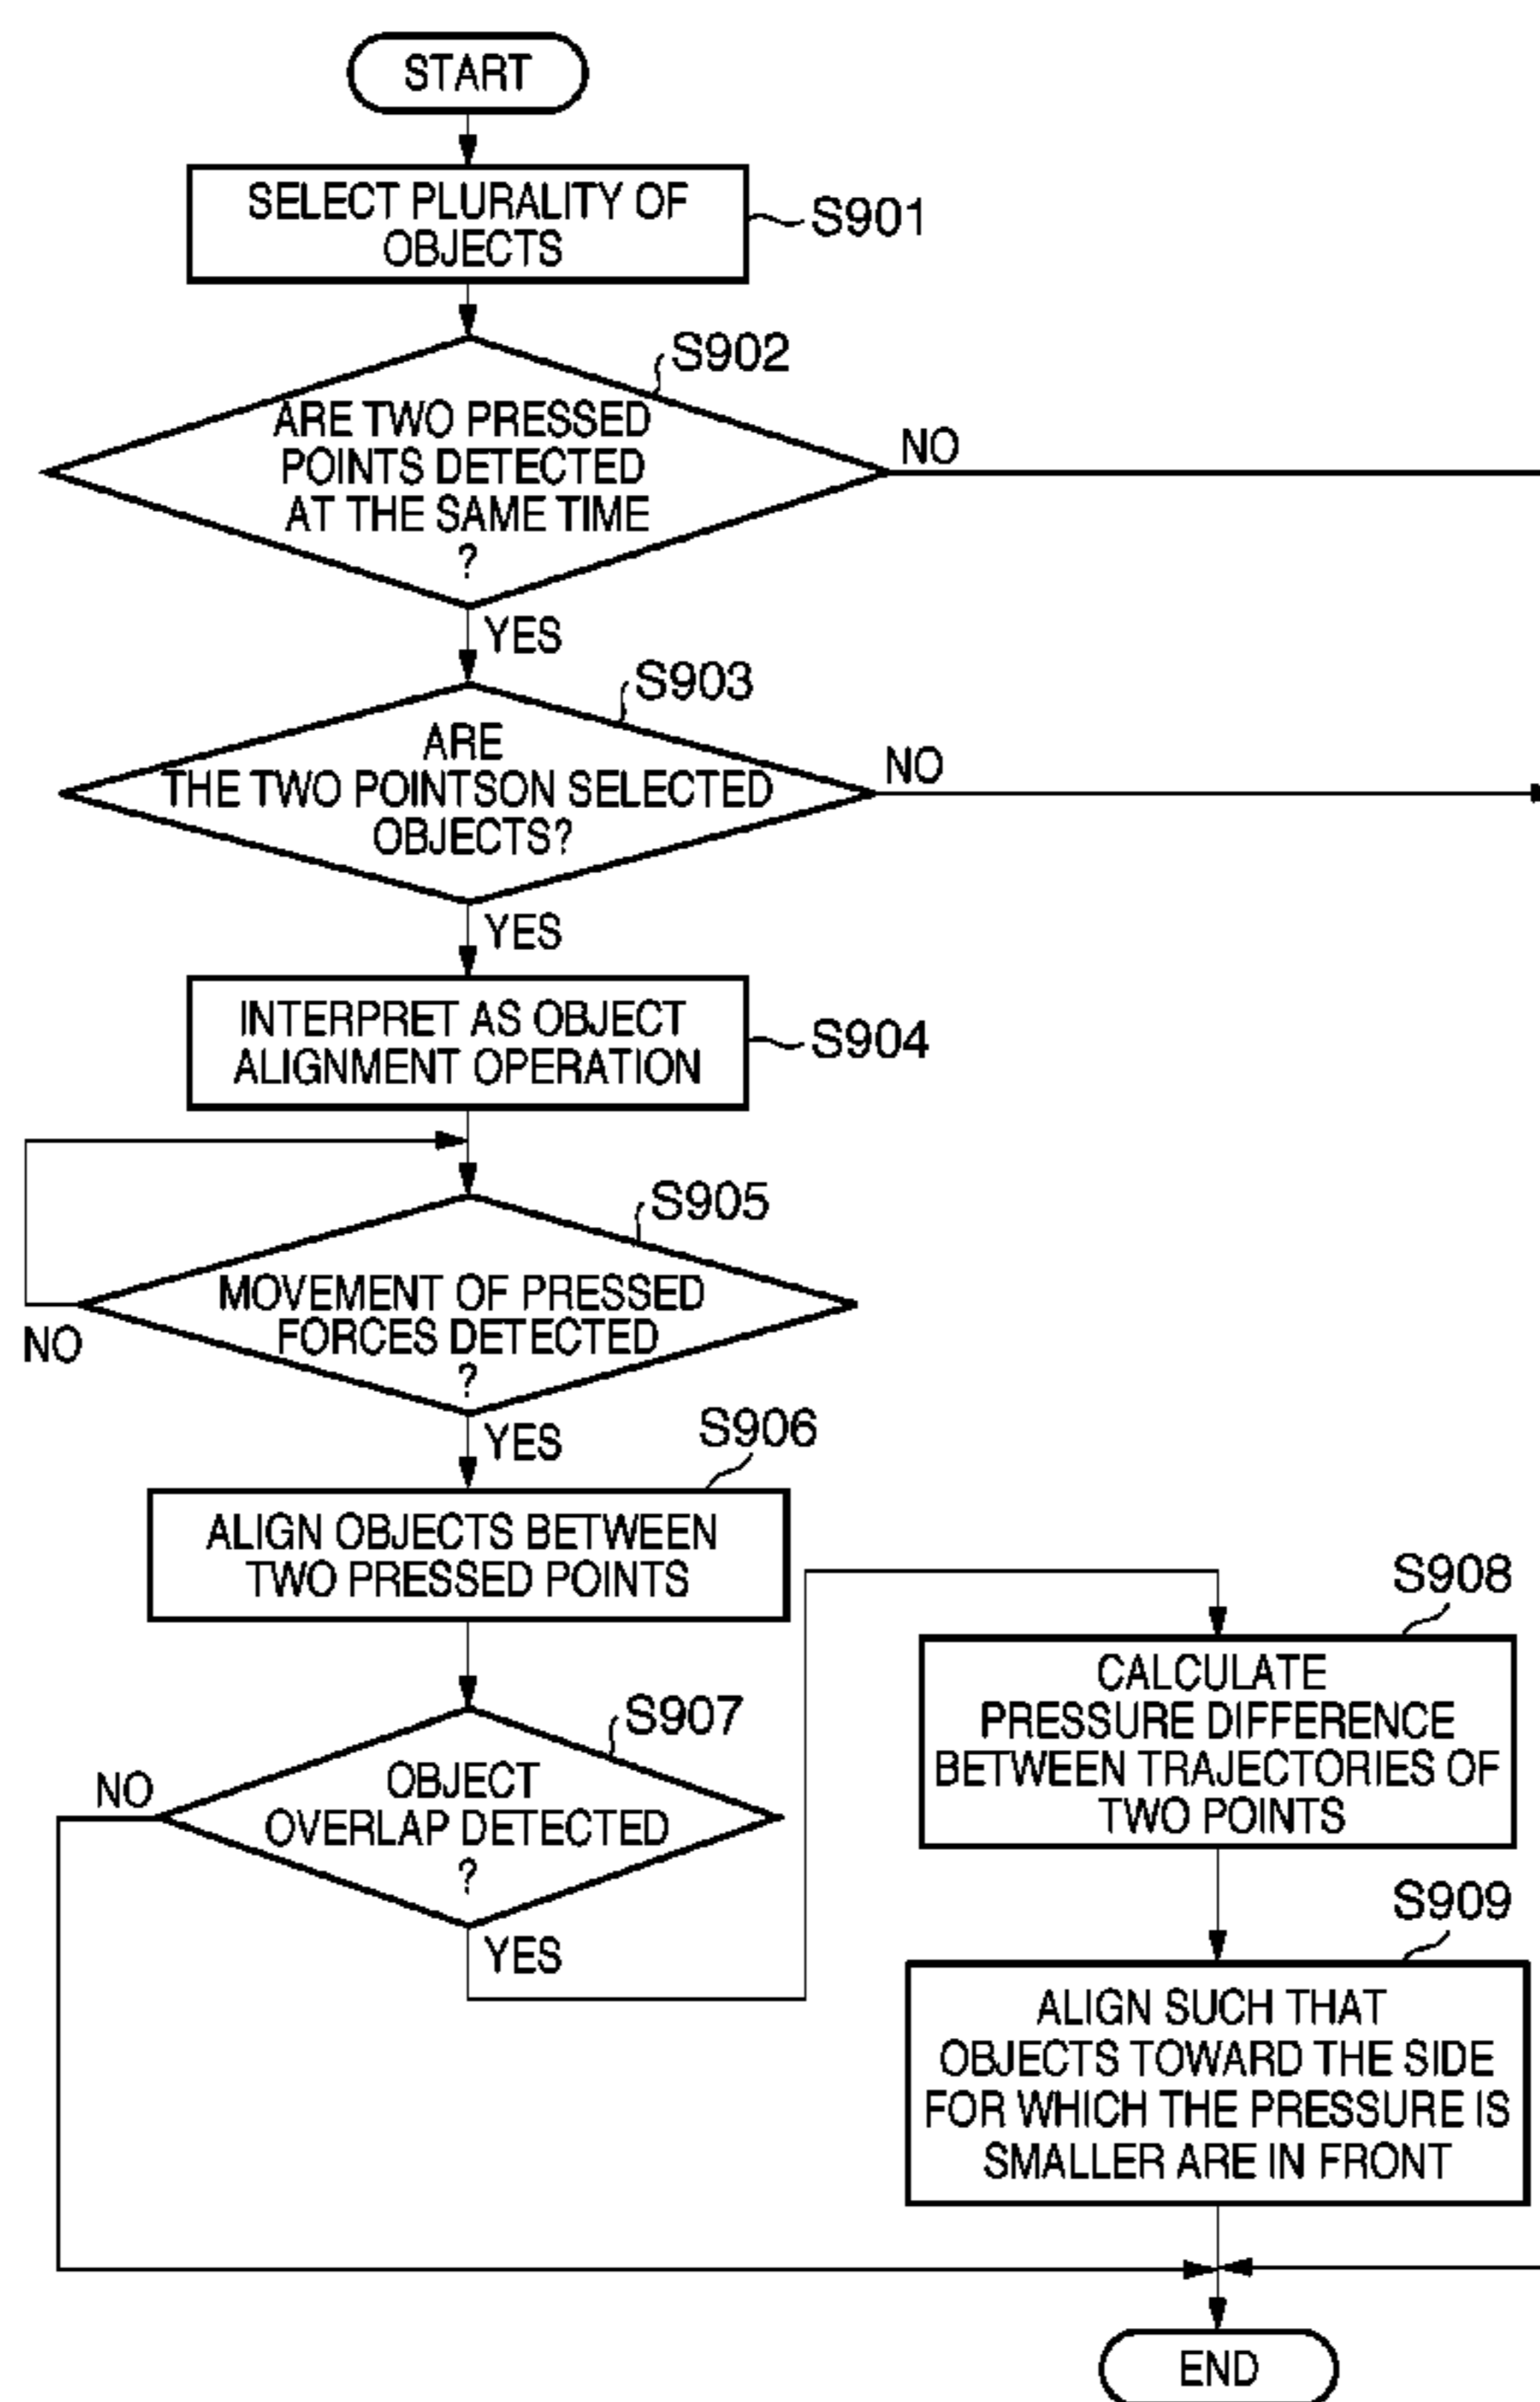 START
SELECT PLURALITY OF
OBJECTS
S901
S902
ARE TWO PRESSED
POINTS DETECTED
AT THE SAME TIME
?
NO
YES
S903
ARE
THE TWO POINTSON SELECTED
OBJECTS?
NO
YES
INTERPRET AS OBJECT
ALIGNMENT OPERATION
S904
S905
MOVEMENT OF PRESSED
FORCES DETECTED
?
NO
YES
S906
ALIGN OBJECTS BETWEEN
TWO PRESSED POINTS
S907
OBJECT
OVERLAP DETECTED
?
NO
YES
S908
CALCULATE
PRESSURE DIFFERENCE
BETWEEN TRAJECTORIES OF
TWO POINTS
S909
ALIGN SUCH THAT
OBJECTS TOWARD THE SIDE
FOR WHICH THE PRESSURE IS
SMALLER ARE IN FRONT
END